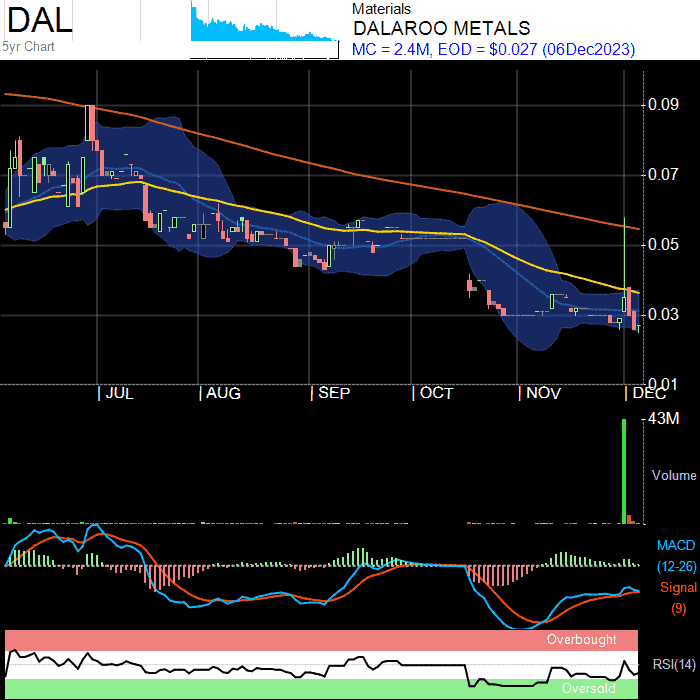 DAL
5yr Chart
Materials
DALAROO METALS
MC = 2.4M, EOD = $0.027 (06Dec2023)
0.09
0.07
0.05
0.03
0.01
JUL AUG SEP OCT NOV DEC
43M
Volume
MACD
(12-26)
Signal
(9)
Overbought
RSI(14)
Oversold